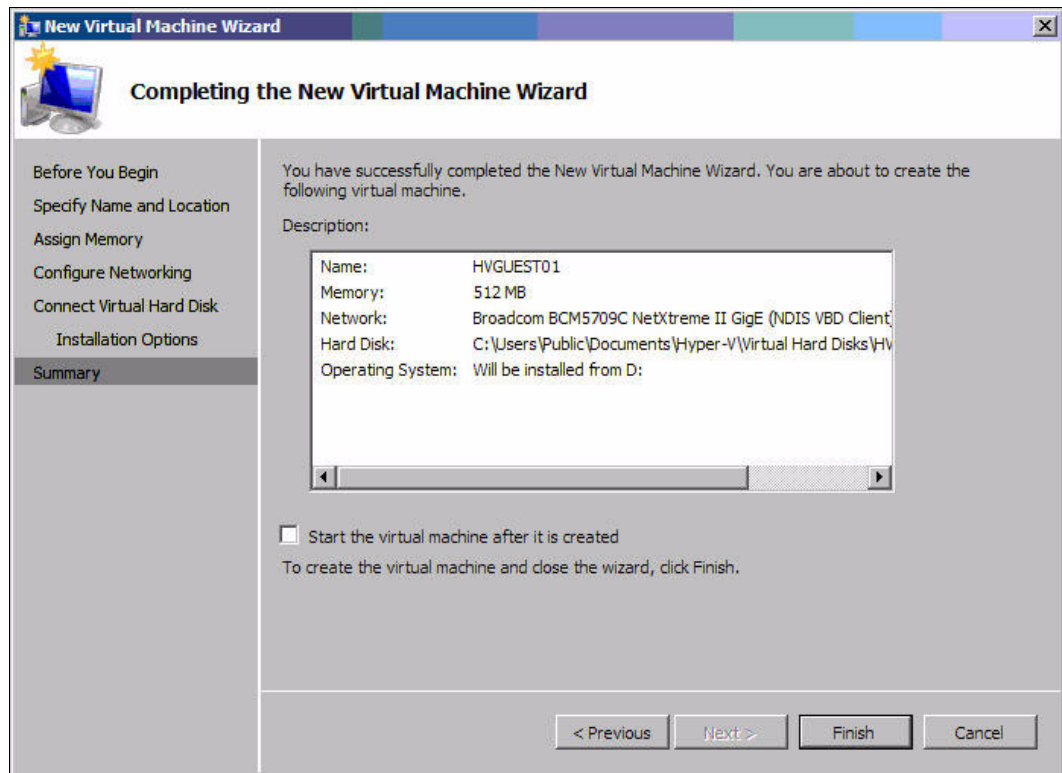 New Virtual Machine Wizard
Completing the New Virtual Machine Wizard
Before You Begin
Specify Name and Location
Assign Memory
Configure Networking
Connect Virtual Hard Disk
Installation Options
Summary
You have successfully completed the New Virtual Machine Wizard. You are about to create the
following virtual machine.
Description:
Name: HVGUEST01
Memory: 512 MB
Network: Broadcom BCM5709C NetXtreme II GigE (NDIS VBD Client)
Hard Disk: C:\Users\Public\Documents\Hyper-V\Virtual Hard Disks\HV
Operating System: Will be installed from D:
Start the virtual machine after it is created
To create the virtual machine and close the wizard, click Finish.
< Previous
Next >
Finish
Cancel